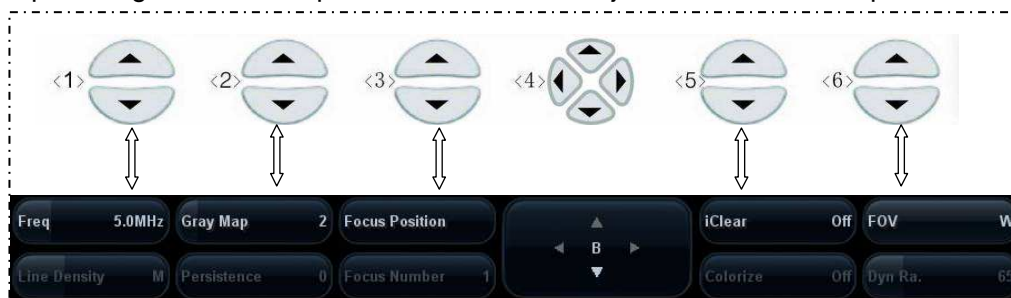 <1> <2> <3> <4> <5> <6>
Freq 5.0MHz Gray Map 2 Focus Position B iClear Off FOV W
Line Density M Persistence 0 Focus Number 1 Colorize Off Dyn Ra. 65